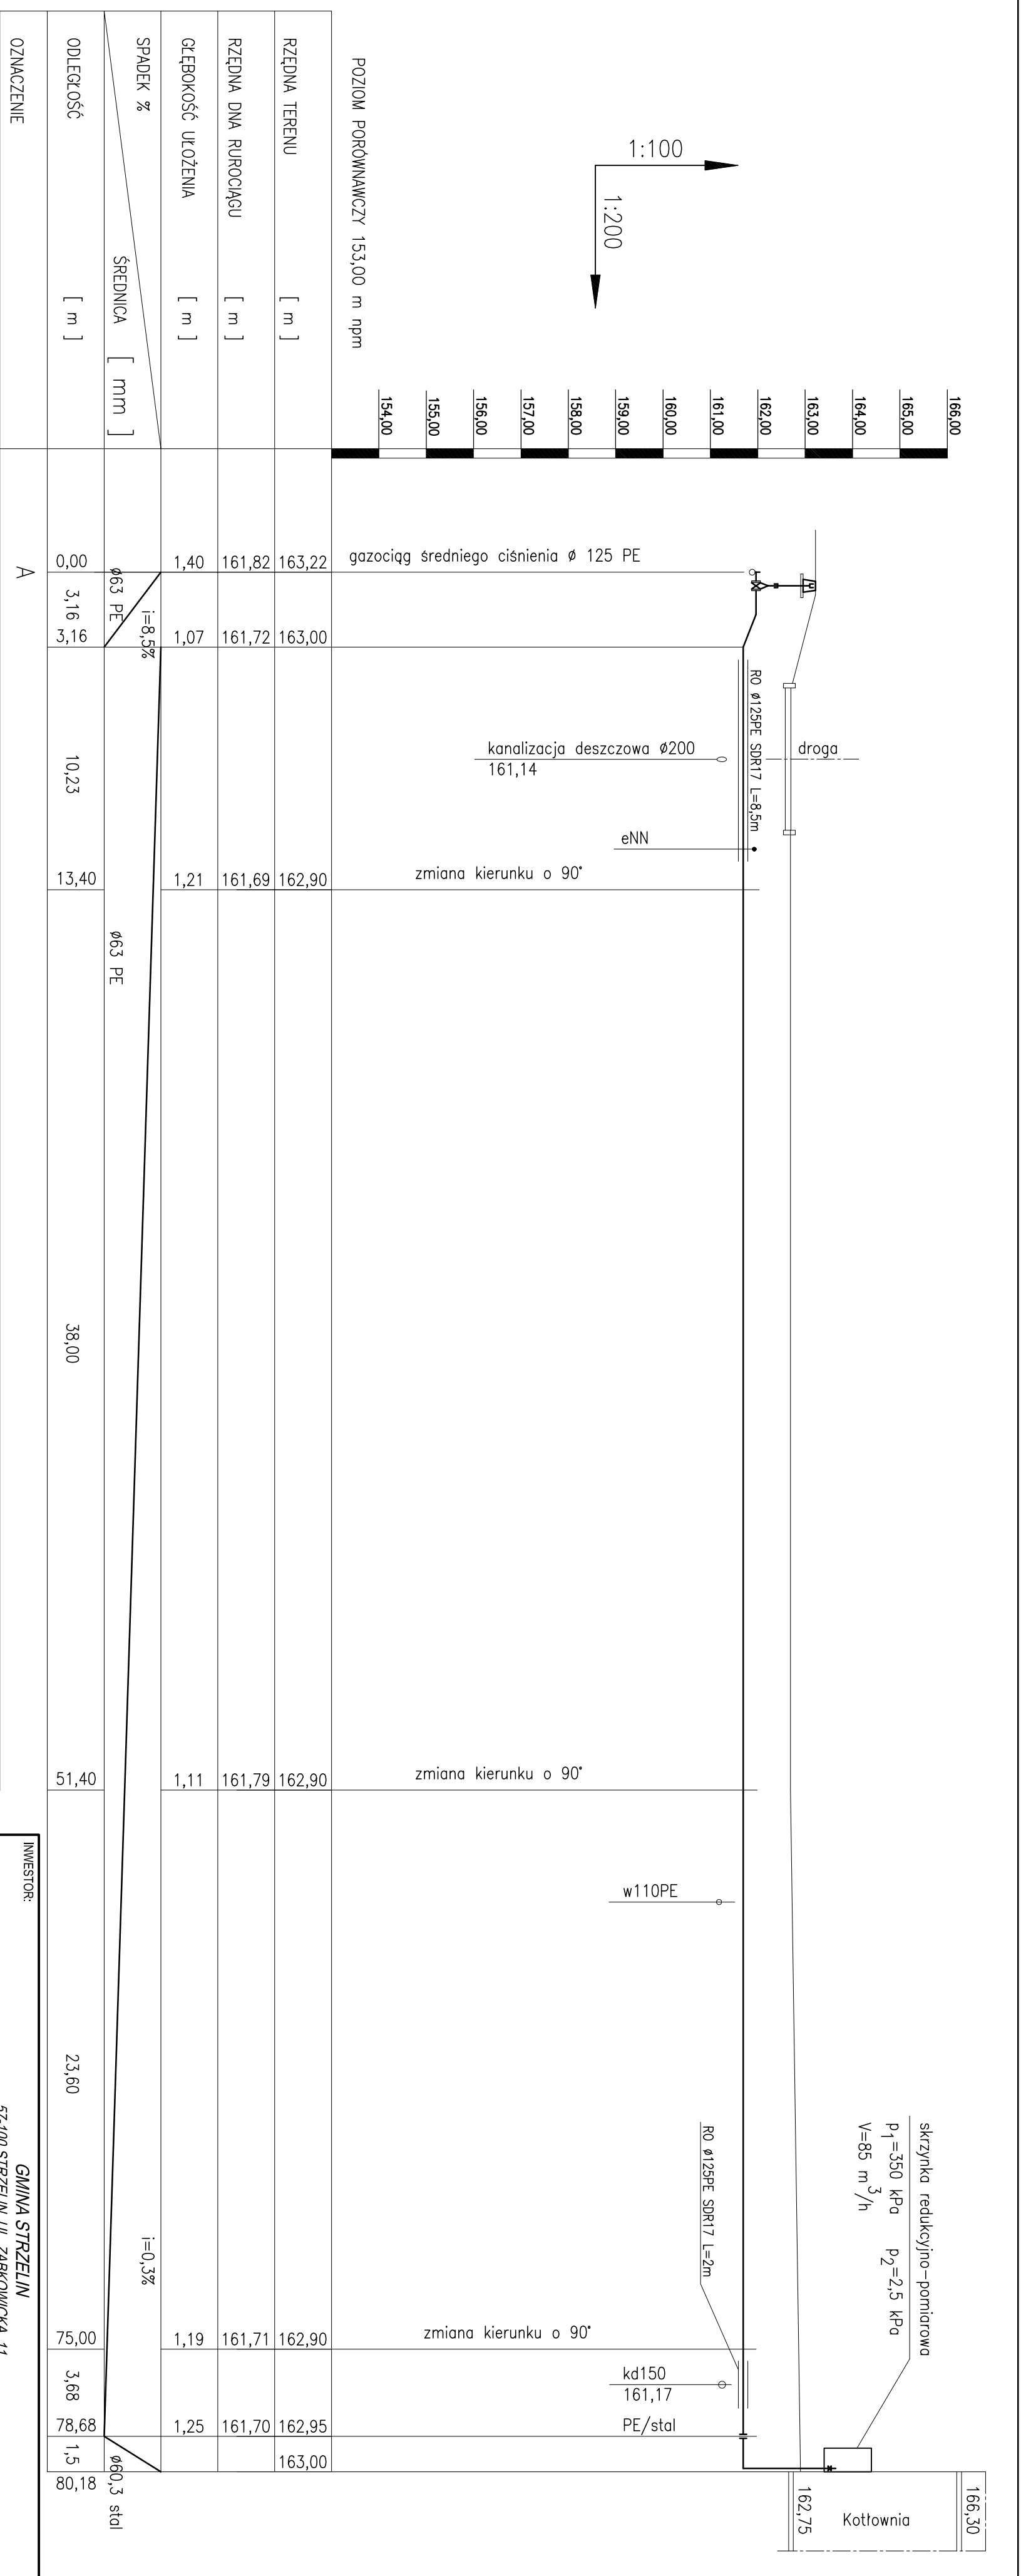 1:100
1:200
166,00
165,00
164,00
163,00
162,00
161,00
160,00
159,00
158,00
157,00
156,00
155,00
154,00
POZIOM PORÓWNAWCZY 153,00 m npm
gazociąg średniego ciśnienia ø 125 PE
RO ø125PE SDR17 L=8,5m
droga
kanalizacja deszczowa ø200
161,14
eNN
zmiana kierunku o 90°
zmiana kierunku o 90°
w110PE
skrzynka redukcyjno-pomiarowa
p1=350 kPa p2=2,5 kPa
V=85 m3/h
RO ø125PE SDR17 L=2m
zmiana kierunku o 90°
kd150
161,17
PE/stal
166,30
Kotłownia
162,75
RZĘDNA TERENU [ m ] 163,22 163,00 162,90 162,90 162,90 162,95 163,00
RZĘDNA DNA RUROCIĄGU [ m ] 161,82 161,72 161,69 161,79 161,71 161,70
GŁĘBOKOŚĆ UŁOŻENIA [ m ] 1,40 1,07 1,21 1,11 1,19 1,25
SPADEK % i=8,5% i=0,3%
ŚREDNICA [ mm ] ø63 PE ø63 PE ø60,3 stal
ODLEGŁOŚĆ [ m ] 0,00 3,16 3,16 10,23 13,40 38,00 51,40 23,60 75,00 3,68 78,68 1,5 80,18
OZNACZENIE A
INWESTOR:
GMINA STRZELIN
57-100 STRZELIN, UL. ZĄBKOWICKA 11